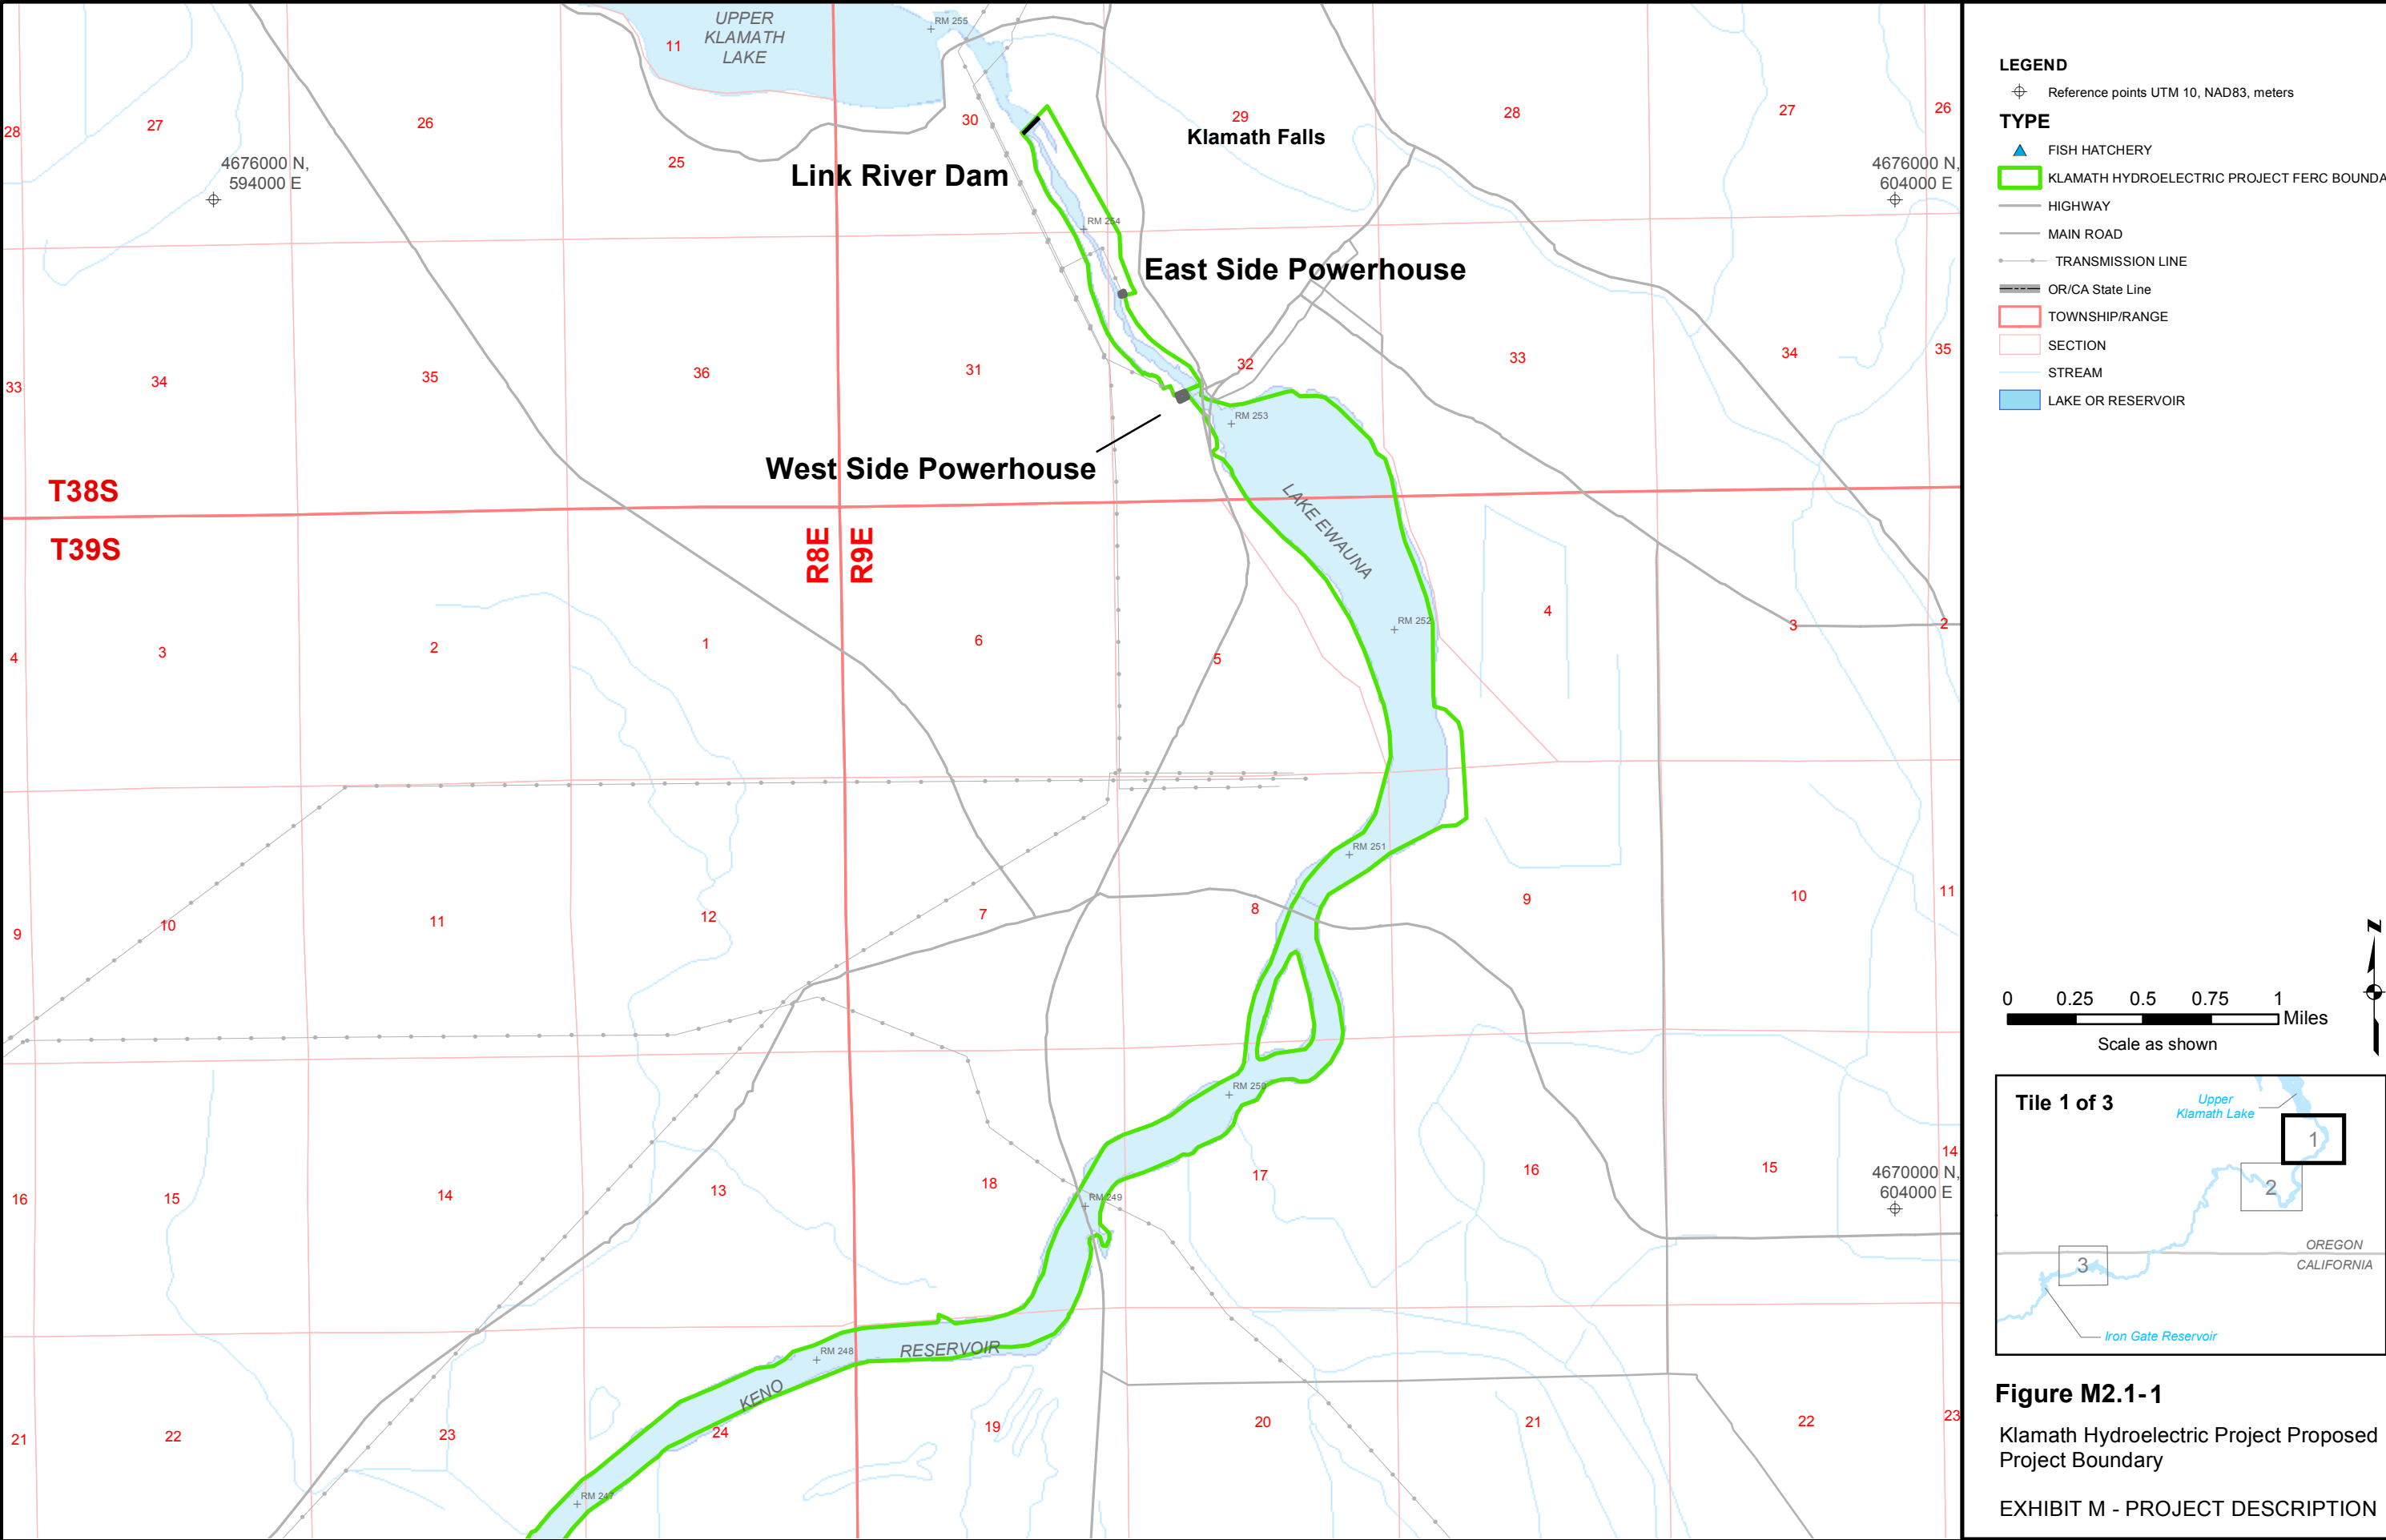 UPPER
KLAMATH
LAKE
RM 255
11
28
27
26
25
30
29
Klamath Falls
28
27
26
4676000 N,
594000 E
4676000 N,
604000 E
Link River Dam
RM 254
East Side Powerhouse
33
34
35
36
31
32
33
34
35
RM 253
West Side Powerhouse
T38S
T39S
R8E
R9E
LAKE EWAUNA
4
3
2
1
6
5
RM 252
4
3
2
RM 251
9
10
11
12
7
8
9
10
11
RM 250
16
15
14
13
18
17
16
15
14
4670000 N,
604000 E
RM 249
RM 248
RESERVOIR
KENO
21
22
23
24
19
20
21
22
23
RM 247
LEGEND
Reference points UTM 10, NAD83, meters
TYPE
FISH HATCHERY
KLAMATH HYDROELECTRIC PROJECT FERC BOUNDA
HIGHWAY
MAIN ROAD
TRANSMISSION LINE
OR/CA State Line
TOWNSHIP/RANGE
SECTION
STREAM
LAKE OR RESERVOIR
N
0 0.25 0.5 0.75 1
Miles
Scale as shown
Tile 1 of 3
Upper
Klamath Lake
1
2
3
OREGON
CALIFORNIA
Iron Gate Reservoir
Figure M2.1-1
Klamath Hydroelectric Project Proposed
Project Boundary
EXHIBIT M - PROJECT DESCRIPTION